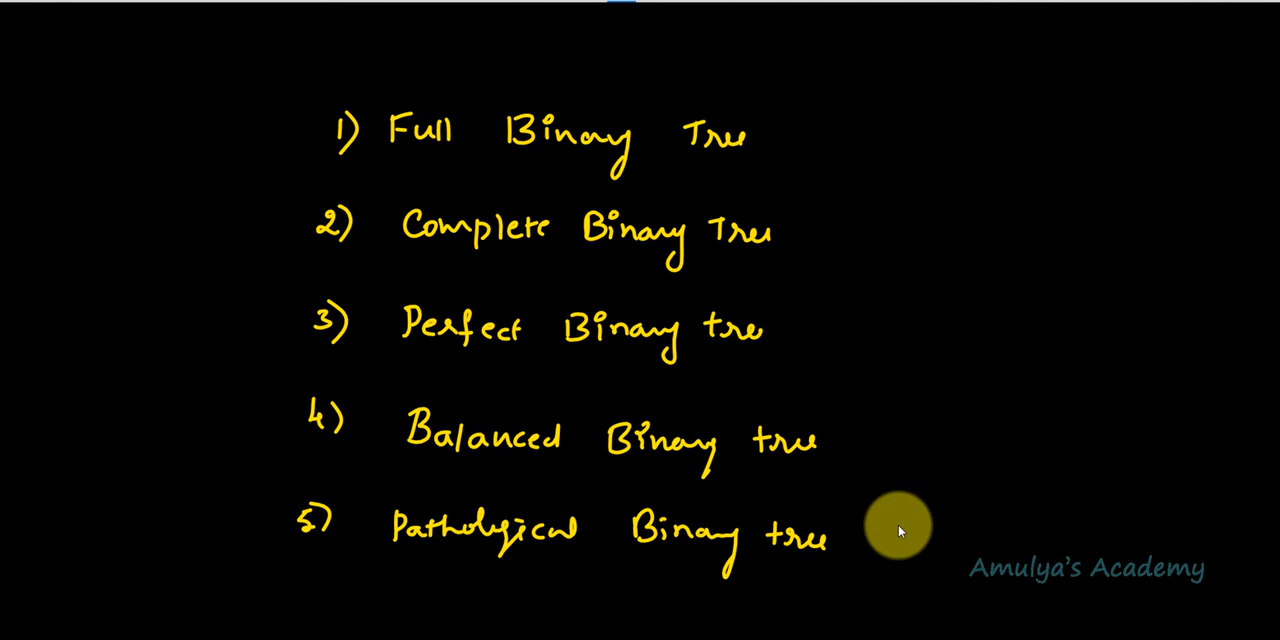 1) Full Binary Tree
2) Complete Binary Tree
3) Perfect Binary tree
4) Balanced Binary tree
5) Pathological Binary tree
Amulya's Academy